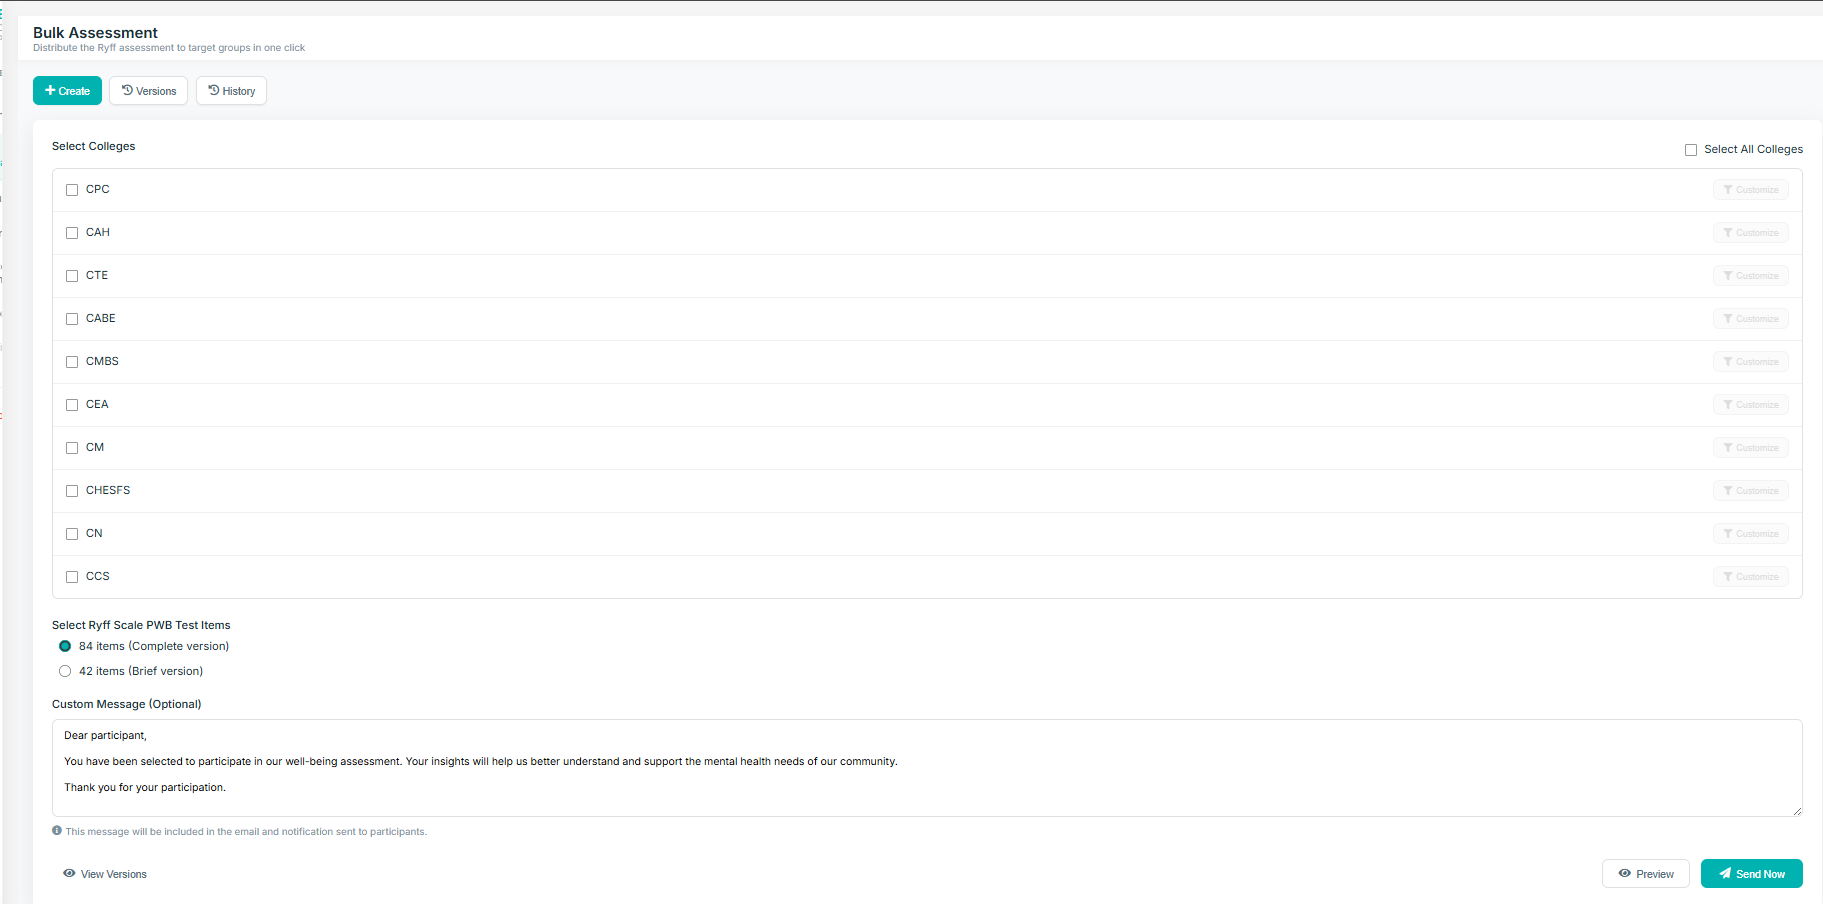 Bulk Assessment
Distribute the Ryff assessment to target groups in one click
Create Versions History
Select Colleges Select All Colleges
CPC Customize
CAH Customize
CTE Customize
CABE Customize
CMBS Customize
CEA Customize
CM Customize
CHESFS Customize
CN Customize
CCS Customize
Select Ryff Scale PWB Test Items
84 items (Complete version)
42 items (Brief version)
Custom Message (Optional)
Dear participant,
You have been selected to participate in our well-being assessment. Your insights will help us better understand and support the mental health needs of our community.
Thank you for your participation.
This message will be included in the email and notification sent to participants.
View Versions Preview Send Now